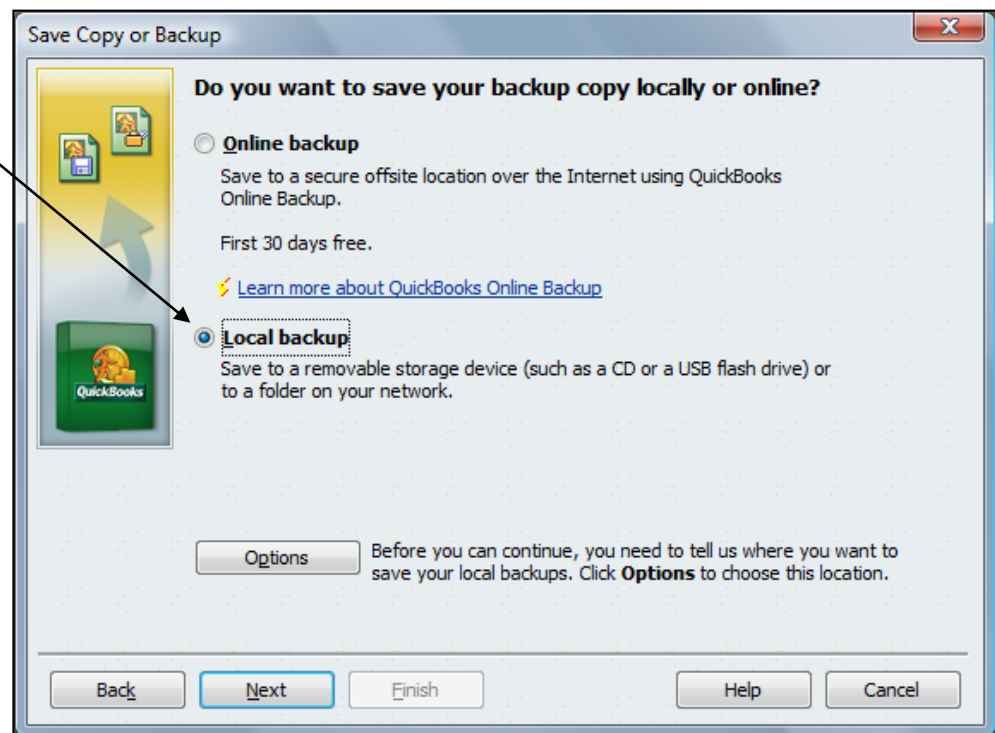 Save Copy or Backup
Do you want to save your backup copy locally or online?
Online backup
Save to a secure offsite location over the Internet using QuickBooks
Online Backup.
First 30 days free.
Learn more about QuickBooks Online Backup
Local backup
Save to a removable storage device (such as a CD or a USB flash drive) or
to a folder on your network.
QuickBooks
Options
Before you can continue, you need to tell us where you want to
save your local backups. Click Options to choose this location.
Back
Next
Finish
Help
Cancel